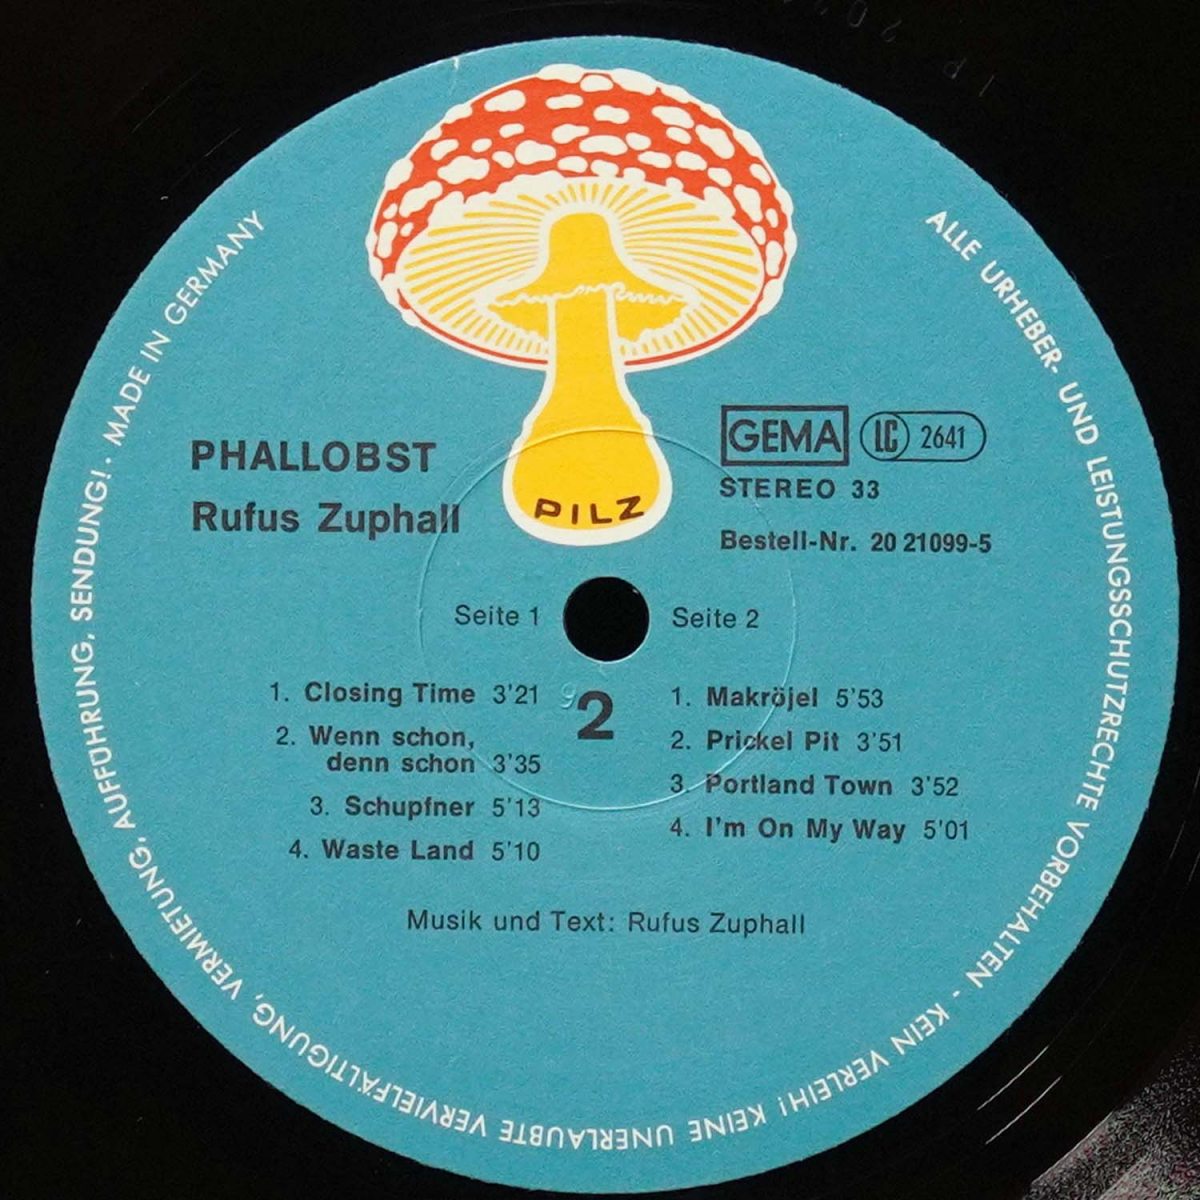 PILZ
PHALLOBST
Rufus Zuphall
GEMA LC 2641
STEREO 33
Bestell-Nr. 20 21099-5
Seite 1
1. Closing Time 3'21
2. Wenn schon,
denn schon 3'35
3. Schupfner 5'13
4. Waste Land 5'10
2
Seite 2
1. Makröjel 5'53
2. Prickel Pit 3'51
3. Portland Town 3'52
4. I'm On My Way 5'01
Musik und Text: Rufus Zuphall
ALLE URHEBER- UND LEISTUNGSSCHUTZRECHTE VORBEHALTEN - KEIN VERLEIH! KEINE UNERLAUBTE VERVIELFÄLTIGUNG, VERMIETUNG, AUFFÜHRUNG, SENDUNG! · MADE IN GERMANY